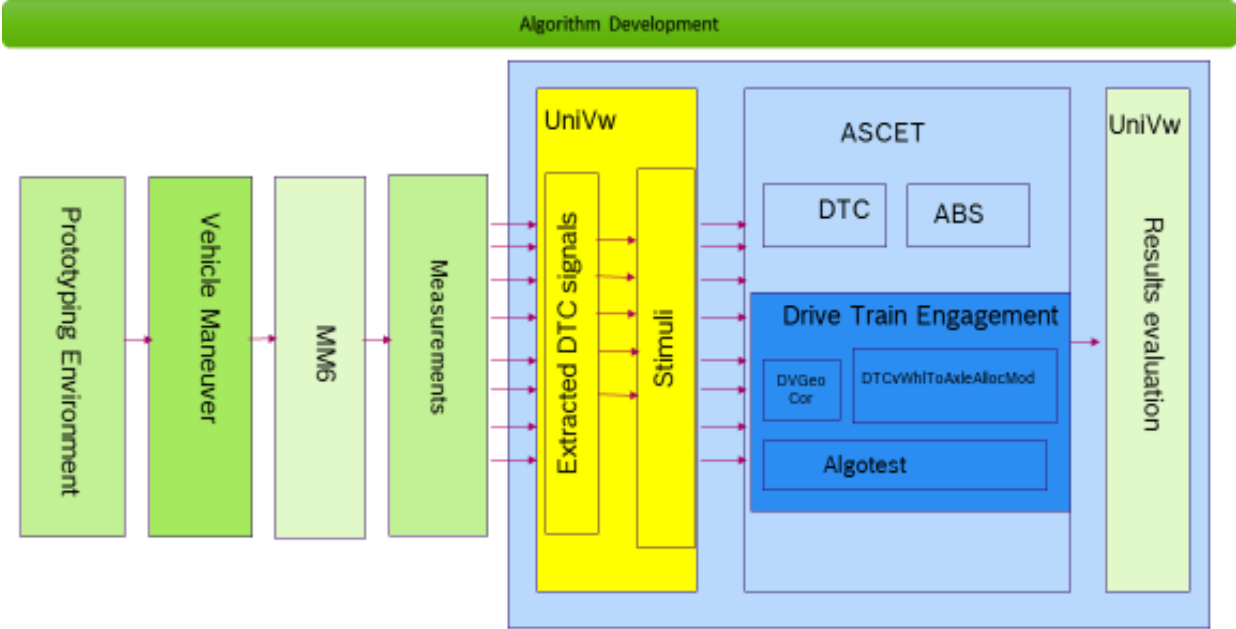 Algorithm Development
Prototyping Environment
Vehicle Maneuver
MM6
Measurements
UniVw
Extracted DTC signals
Stimuli
ASCET
DTC
ABS
Drive Train Engagement
DVGeo
Cor
DTCvWhlToAxleAllocMod
Algotest
UniVw
Results evaluation